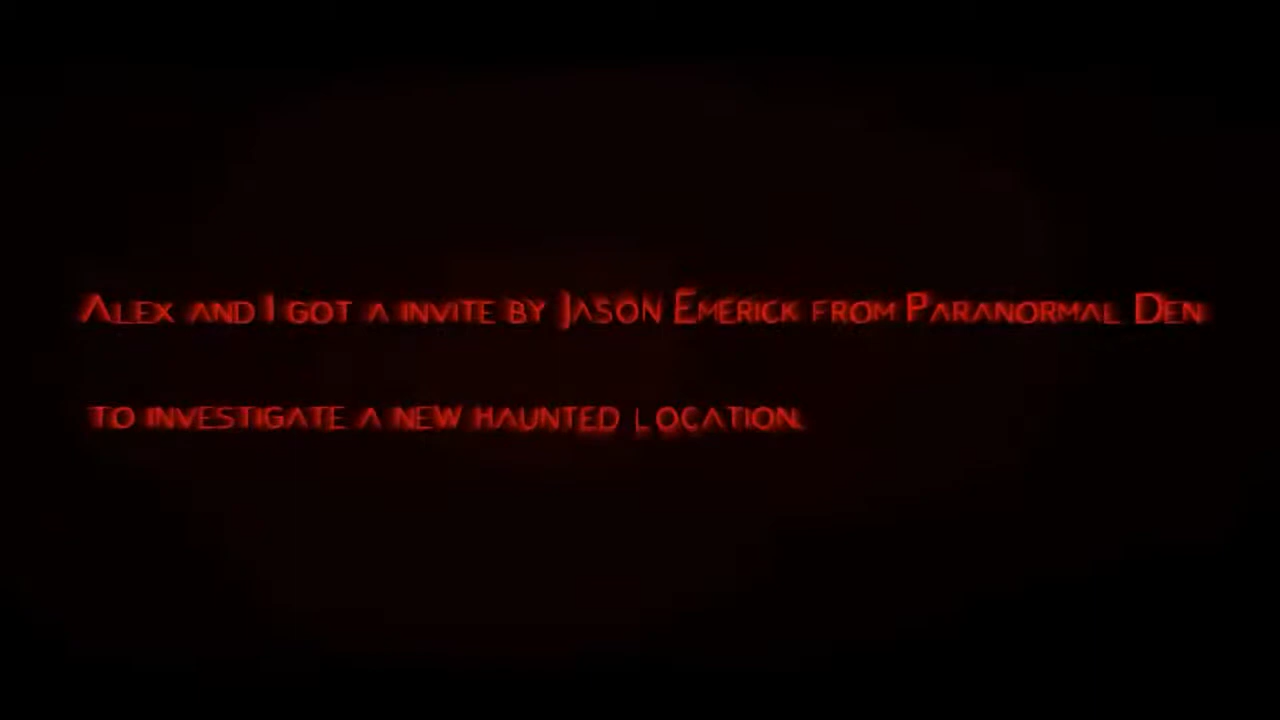 Alex and I got a invite by Jason Emerick from Paranormal Den
to investigate a new haunted location.